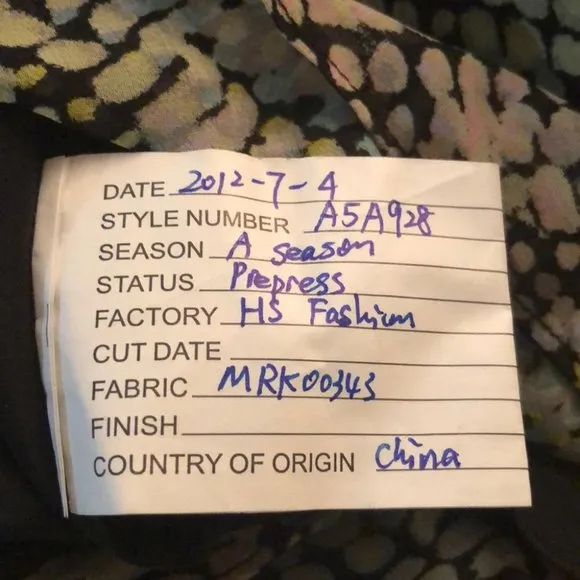 DATE 2012-7-4
STYLE NUMBER A5A928
SEASON A season
STATUS Prepress
FACTORY HS Fashion
CUT DATE
FABRIC MRK00343
FINISH
COUNTRY OF ORIGIN China